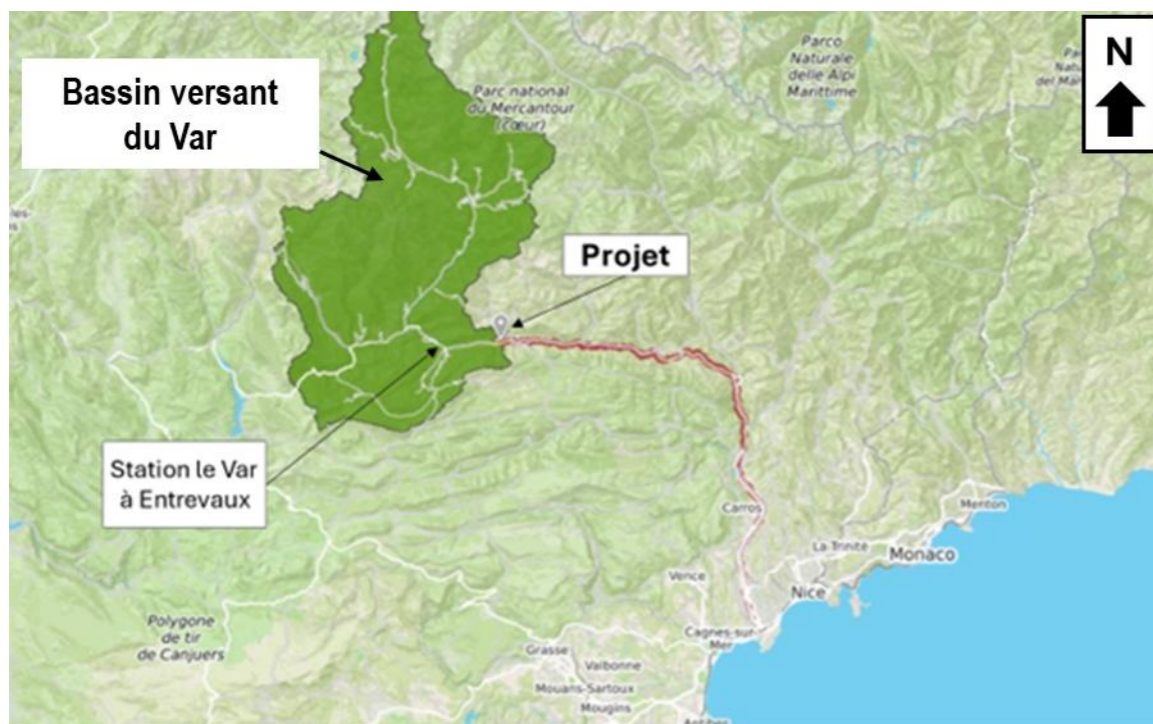 Parco
Naturale
delle Alpi
Marittime
N
Bassin versant
du Var
Parc national
du Mercantour
(cœur)
Projet
Station le Var
à Entrevaux
Carros
Menton
La Trinité
Monaco
Vence
Nice
Polygone
de tir
de Canjuers
Cagnes-sur-
Mer
Grasse
Valbonne
Mouans-Sartoux
Mougins